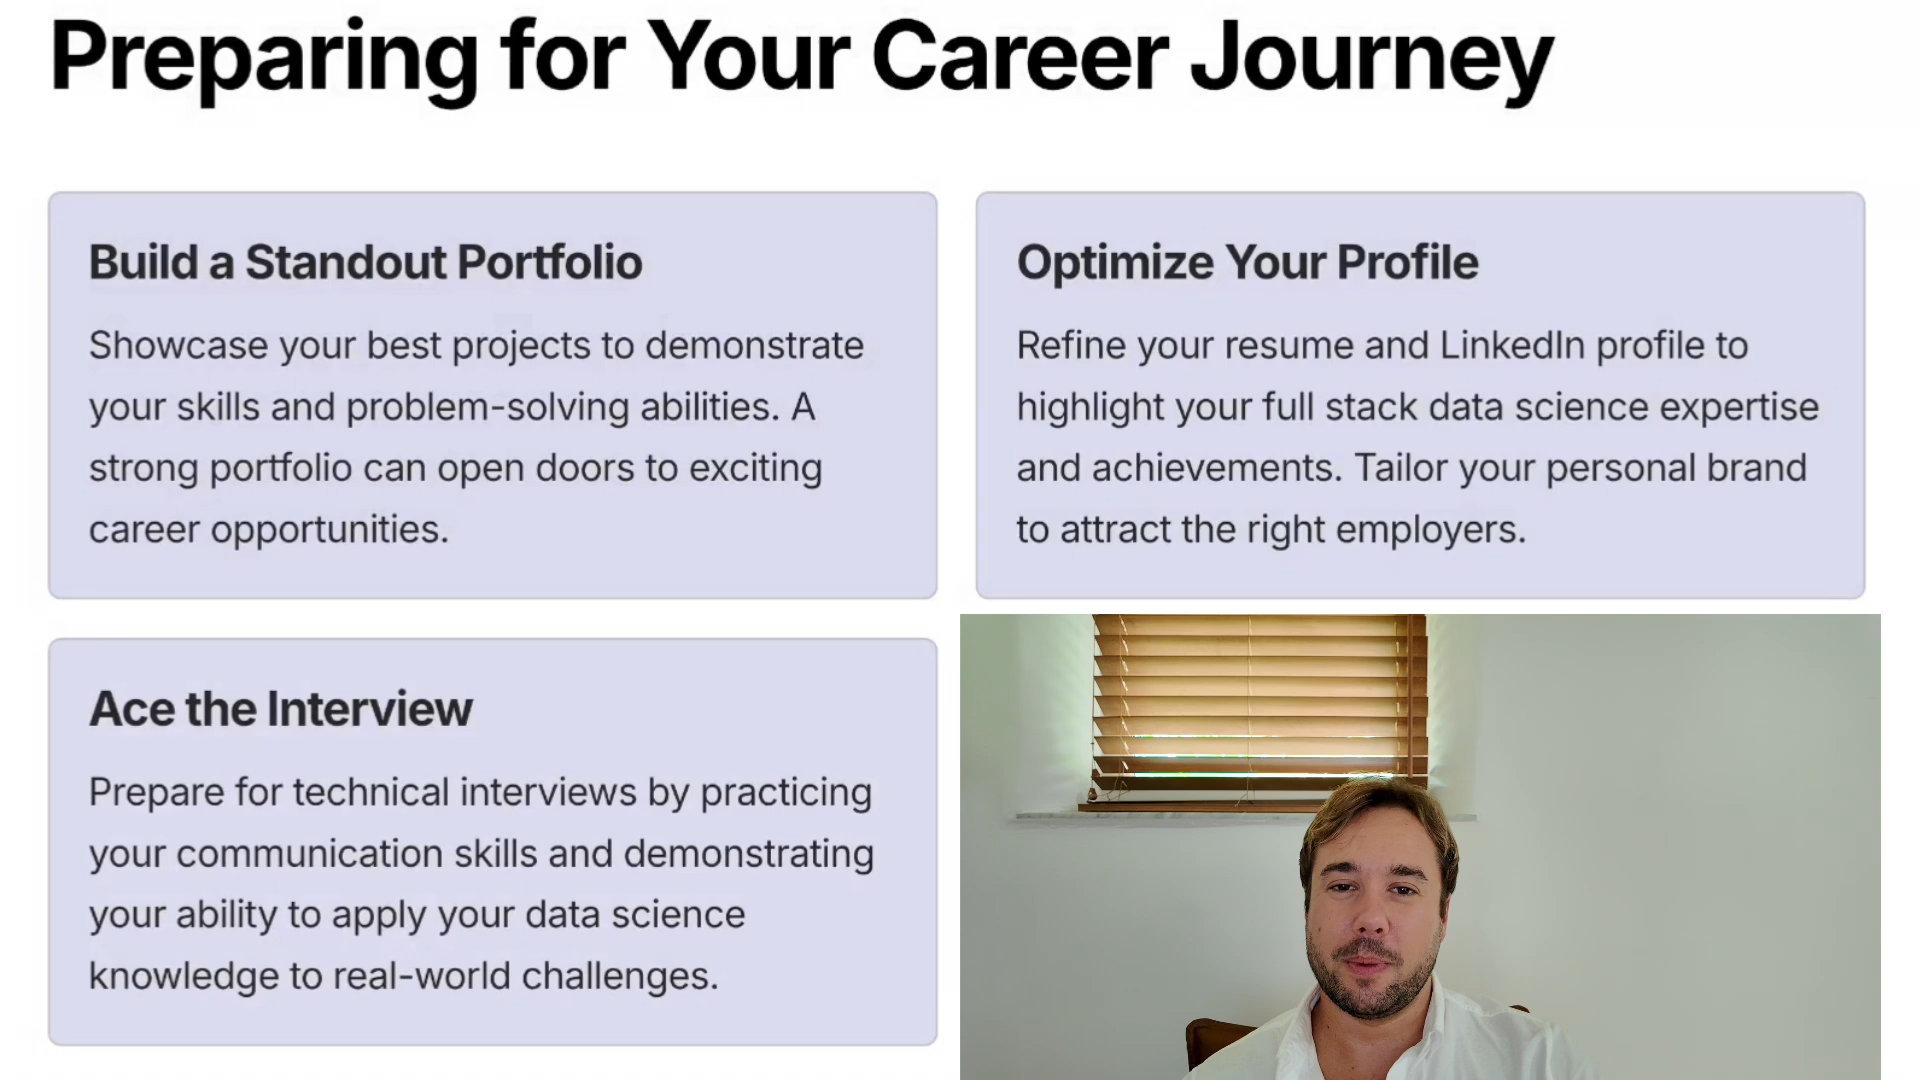 Preparing for Your Career Journey
Build a Standout Portfolio
Showcase your best projects to demonstrate
your skills and problem-solving abilities. A
strong portfolio can open doors to exciting
career opportunities.
Optimize Your Profile
Refine your resume and LinkedIn profile to
highlight your full stack data science expertise
and achievements. Tailor your personal brand
to attract the right employers.
Ace the Interview
Prepare for technical interviews by practicing
your communication skills and demonstrating
your ability to apply your data science
knowledge to real-world challenges.